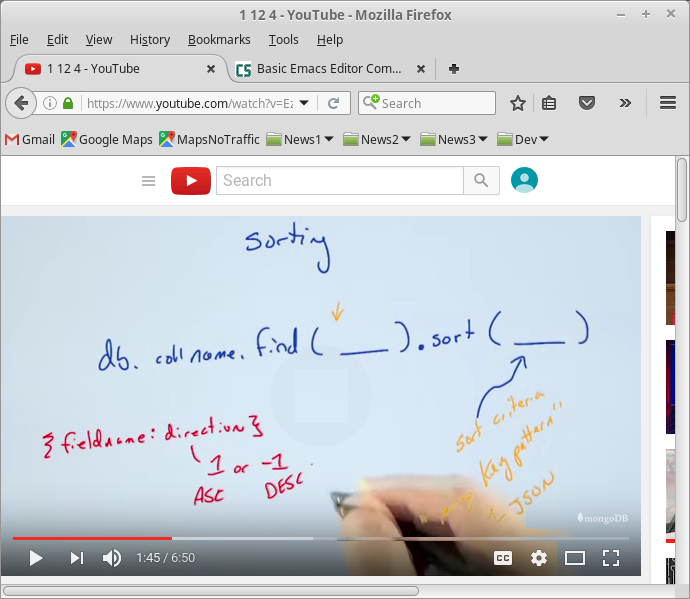 1 12 4 - YouTube - Mozilla Firefox
File Edit View History Bookmarks Tools Help
1 12 4 - YouTube
Basic Emacs Editor Com...
https://www.youtube.com/watch?v=Ez
Search
Gmail Google Maps MapsNoTraffic News1 News2 News3 Dev
Search
sorting
db. collname. find ( ___ ).sort ( ___ )
sort criteria
key pattern"
JSON
{ fieldname: direction }
1 or -1
ASC DESC
mongoDB
1:45 / 6:50
CC